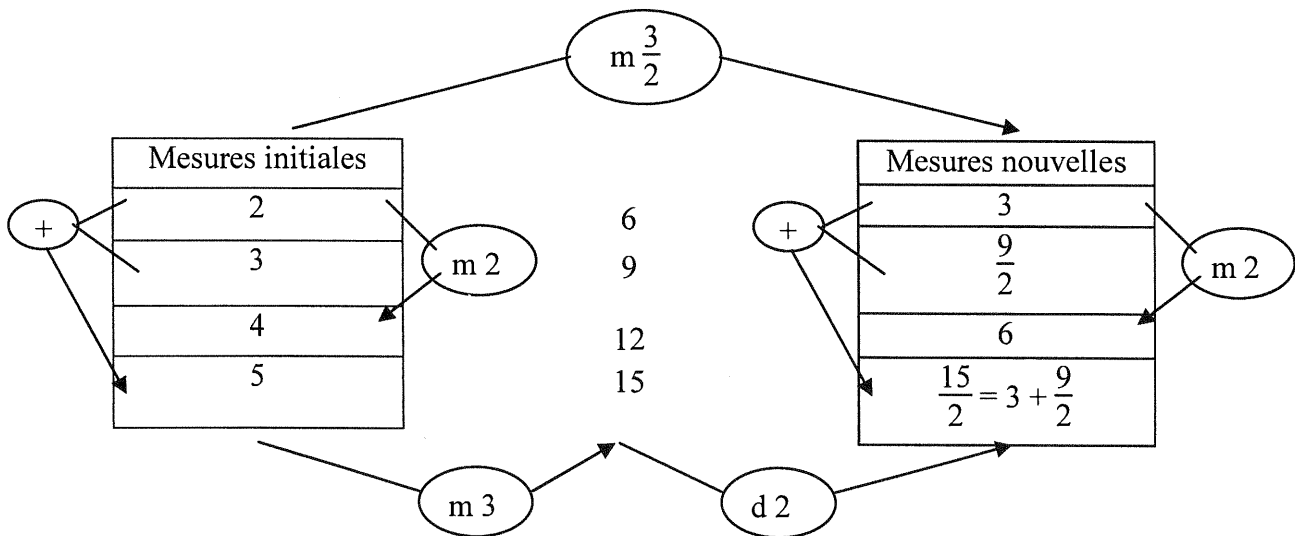 m 3/2
Mesures initiales
2
3
4
5
+
m 2
6
9
12
15
Mesures nouvelles
3
9/2
6
15/2 = 3 + 9/2
+
m 2
m 3
d 2